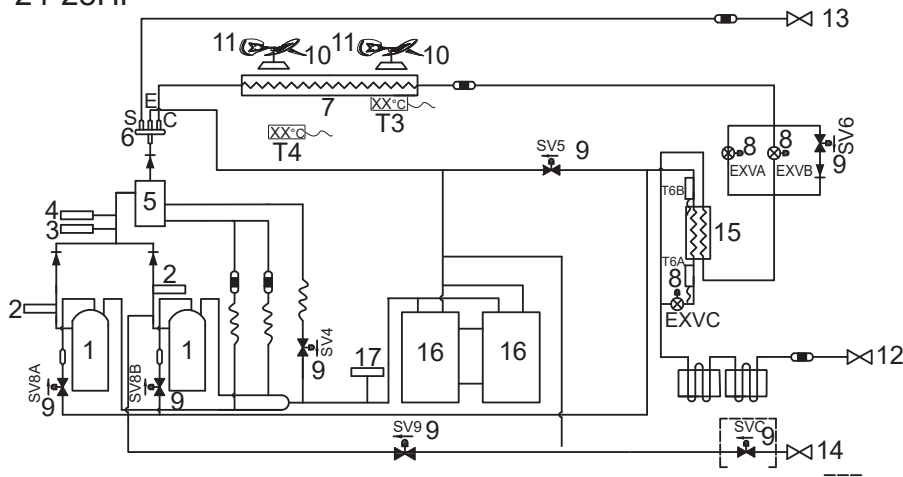 13
11 10 11 10
E
S C
7
XX°C
T3
6
XX°C
T4
SV5 9
8 8 SV6
EXVA EXVB 9
T6B
5
4
3
15
T6A
8
EXVC
2
2
1 1
SV4
9
17
16 16
12
SV8A SV8B
9 9
SV9 9
SVC 9 14